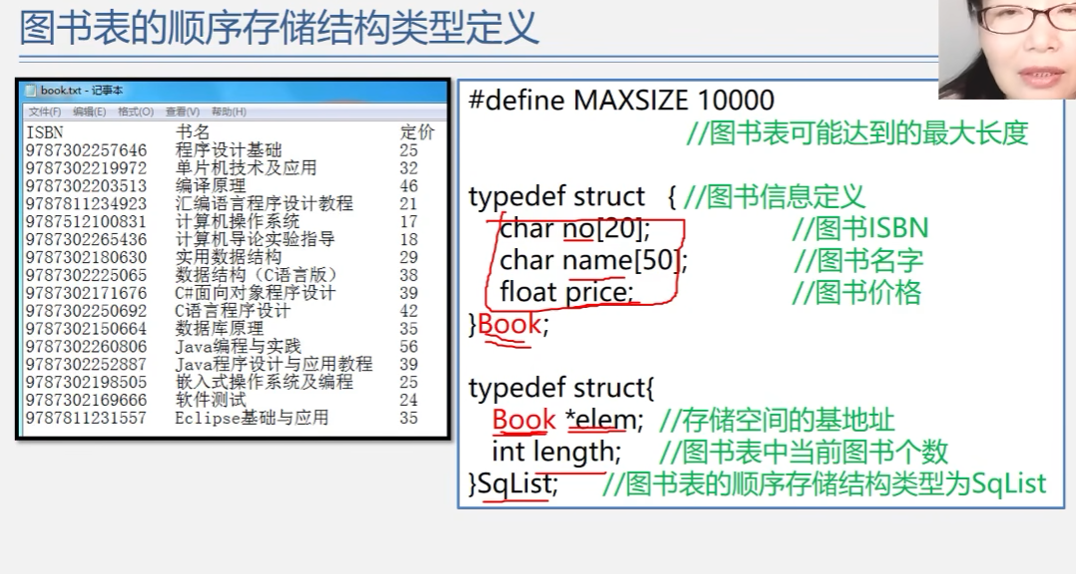 图书表的顺序存储结构类型定义
book.txt - 记事本
文件(F) 编辑(E) 格式(O) 查看(V) 帮助(H)
ISBN 书名 定价
9787302257646 程序设计基础 25
9787302219972 单片机技术及应用 32
9787302203513 编译原理 46
9787811234923 汇编语言程序设计教程 21
9787512100831 计算机操作系统 17
9787302265436 计算机导论实验指导 18
9787302180630 实用数据结构 29
9787302225065 数据结构（C语言版） 38
9787302171676 C#面向对象程序设计 39
9787302250692 C语言程序设计 42
9787302150664 数据库原理 35
9787302260806 Java编程与实践 56
9787302252887 Java程序设计与应用教程 39
9787302198505 嵌入式操作系统及编程 25
9787302169666 软件测试 24
9787811231557 Eclipse基础与应用 35
#define MAXSIZE 10000
//图书表可能达到的最大长度
typedef struct { //图书信息定义
char no[20]; //图书ISBN
char name[50]; //图书名字
float price; //图书价格
}Book;
typedef struct{
Book *elem; //存储空间的基地址
int length; //图书表中当前图书个数
}SqList; //图书表的顺序存储结构类型为SqList